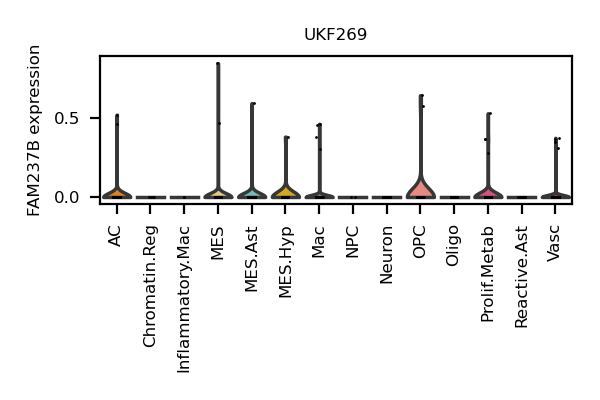 UKF269
FAM237B expression
0.5
0.0
AC
Chromatin.Reg
Inflammatory.Mac
MES
MES.Ast
MES.Hyp
Mac
NPC
Neuron
OPC
Oligo
Prolif.Metab
Reactive.Ast
Vasc